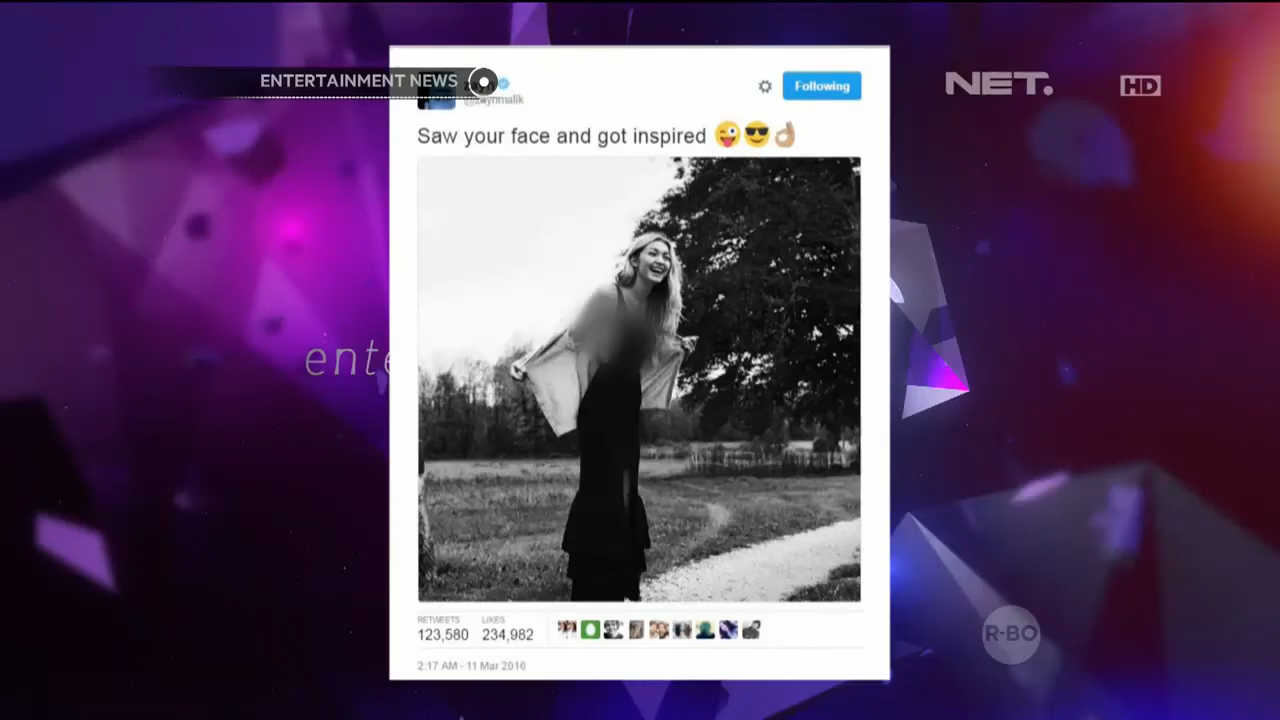 ENTERTAINMENT NEWS
NET.
HD
@zaynmalik
Following
Saw your face and got inspired 😜😎👌🏽
ente
RETWEETS
LIKES
123,580
234,982
2:17 AM - 11 Mar 2016
R-BO